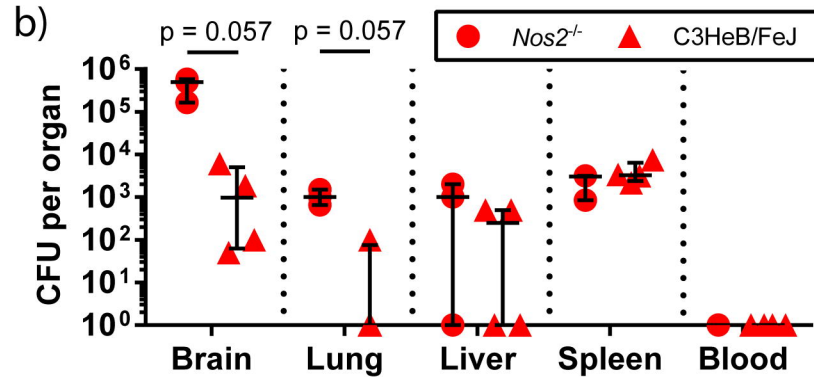 b)
p = 0.057 p = 0.057
Nos2-/- C3HeB/FeJ
CFU per organ
10⁶
10⁵
10⁴
10³
10²
10¹
10⁰
Brain Lung Liver Spleen Blood